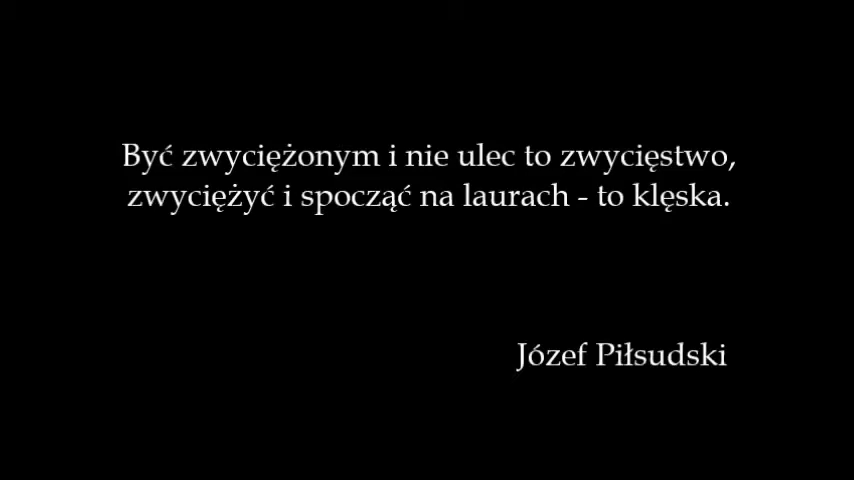 Być zwyciężonym i nie ulec to zwycięstwo,
zwyciężyć i spocząć na laurach - to klęska.
Józef Piłsudski